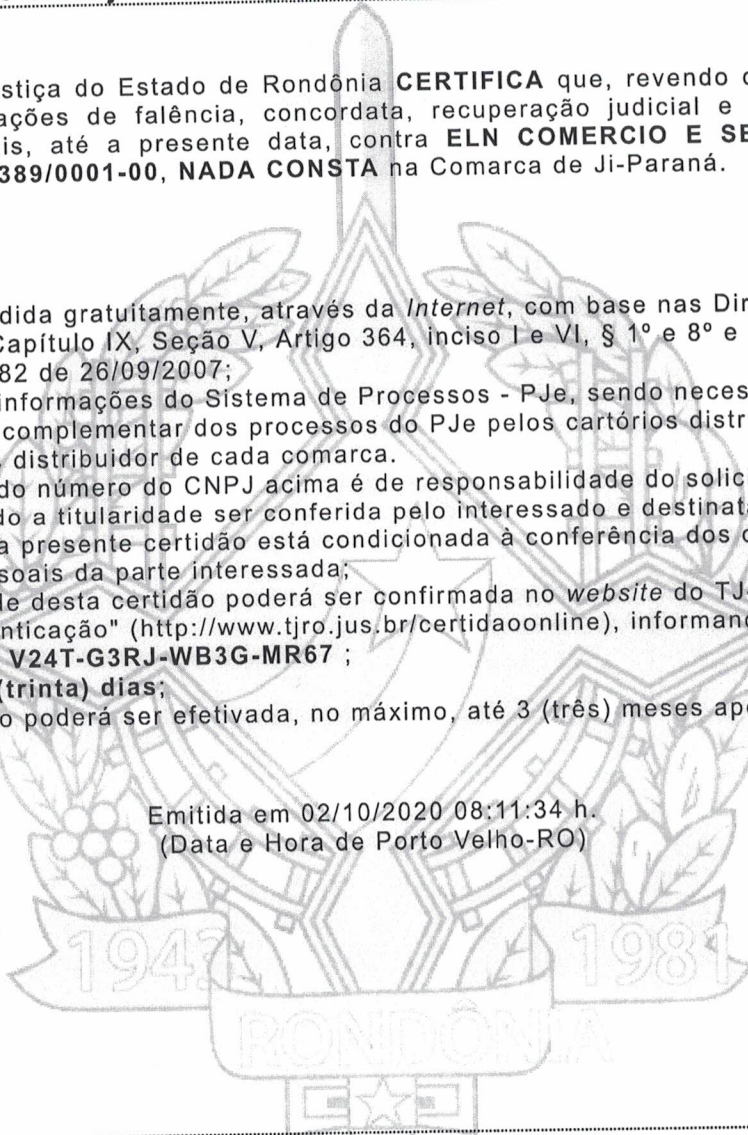 stiça do Estado de Rondônia CERTIFICA que, revendo
ações de falência, concordata, recuperação judicial e
is, até a presente data, contra ELN COMERCIO E SE
389/0001-00, NADA CONSTA na Comarca de Ji-Paraná.
dida gratuitamente, através da Internet, com base nas Dir
Capítulo IX, Seção V, Artigo 364, inciso I e VI, § 1º e 8º e
82 de 26/09/2007;
informações do Sistema de Processos - PJe, sendo neces
complementar dos processos do PJe pelos cartórios distr
distribuidor de cada comarca.
do número do CNPJ acima é de responsabilidade do solic
do a titularidade ser conferida pelo interessado e destinat
a presente certidão está condicionada à conferência dos
soais da parte interessada;
de desta certidão poderá ser confirmada no website do TJ
nticação" (http://www.tjro.jus.br/certidaoonline), informan
V24T-G3RJ-WB3G-MR67 ;
(trinta) dias;
o poderá ser efetivada, no máximo, até 3 (três) meses ap
Emitida em 02/10/2020 08:11:34 h.
(Data e Hora de Porto Velho-RO)
1943 1981
RONDÔNIA